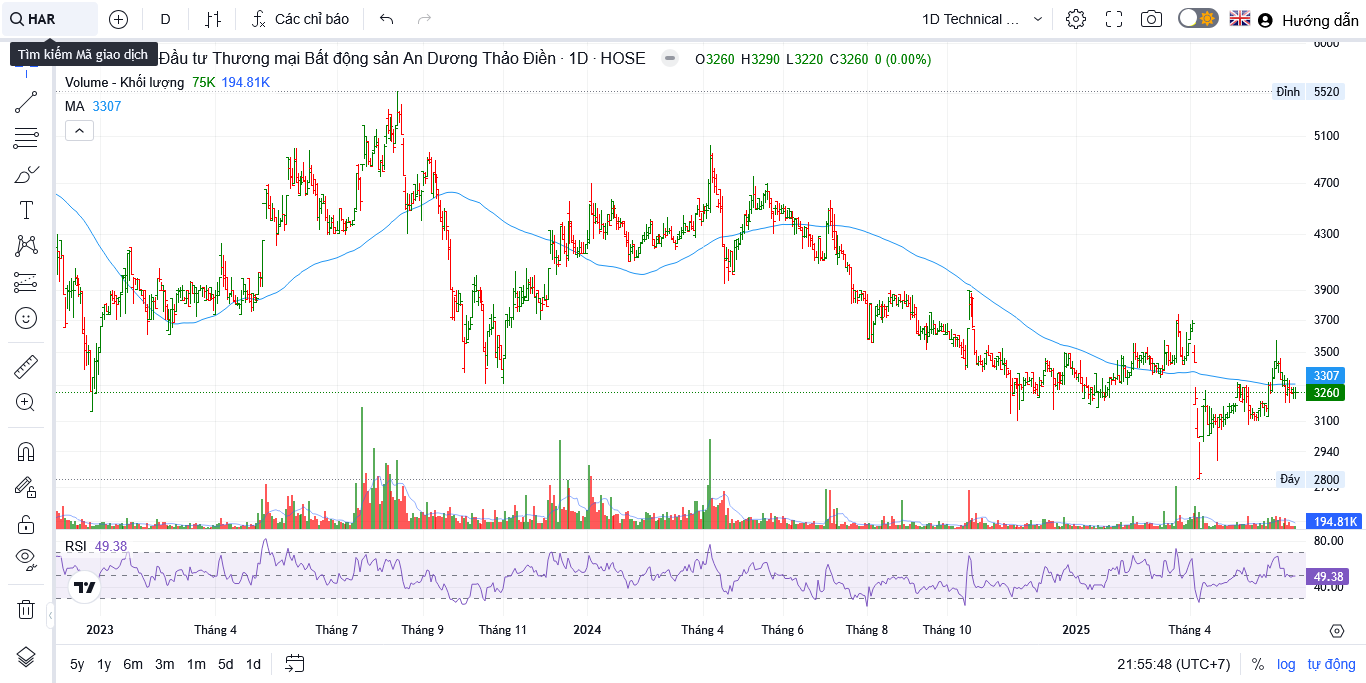 HAR
D
Các chỉ báo
1D Technical ...
Hướng dẫn
Tìm kiếm Mã giao dịch
Đầu tư Thương mại Bất động sản An Dương Thảo Điền · 1D · HOSE
O3260 H3290 L3220 C3260 0 (0.00%)
Volume - Khối lượng 75K 194.81K
MA 3307
6000
Đỉnh 5520
5100
4700
4300
3900
3700
3500
3307
3260
3100
2940
Đáy 2800
194.81K
RSI 49.38
80.00
49.38
40.00
2023
Tháng 4
Tháng 7
Tháng 9
Tháng 11
2024
Tháng 4
Tháng 6
Tháng 8
Tháng 10
2025
Tháng 4
5y 1y 6m 3m 1m 5d 1d
21:55:48 (UTC+7)
%
log
tự động